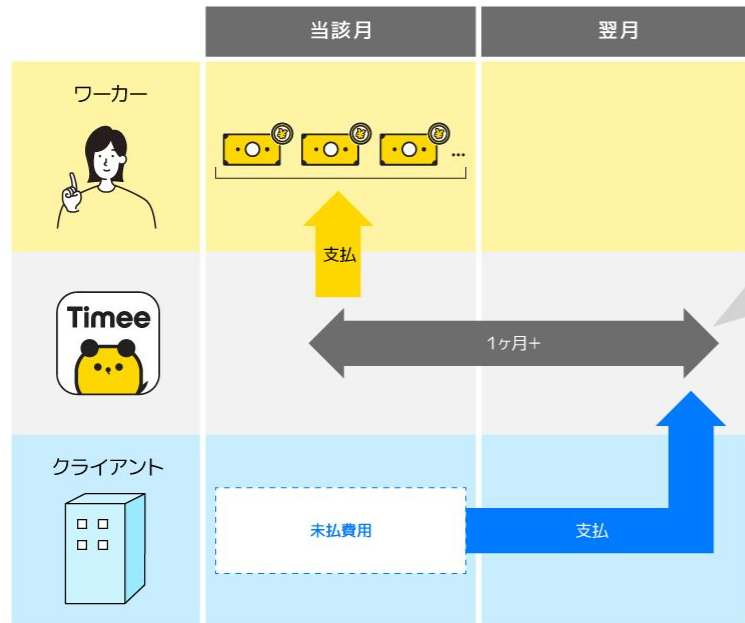 当該月
翌月
ワーカー
...
支払
Timee
1ヶ月+
クライアント
未払費用
支払